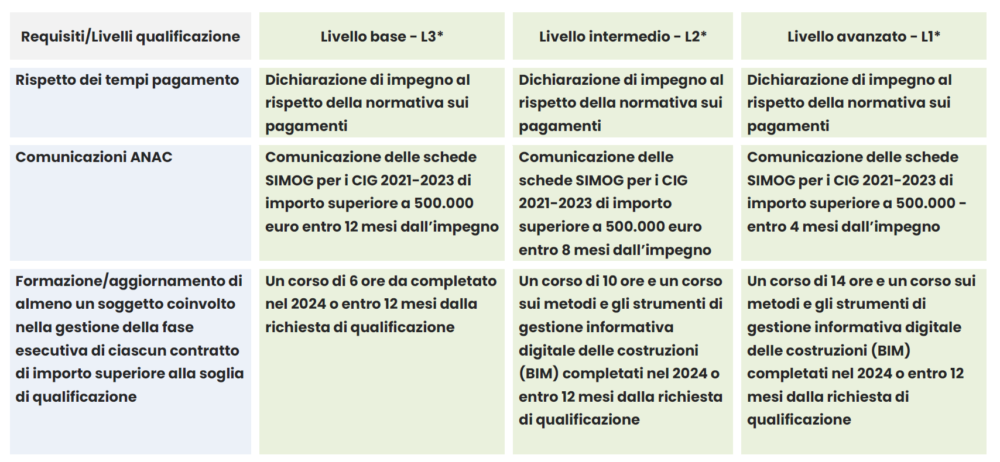 Requisiti/Livelli qualificazione
Livello base - L3*
Livello intermedio - L2*
Livello avanzato - L1*
Rispetto dei tempi pagamento
Dichiarazione di impegno al
rispetto della normativa sui
pagamenti
Dichiarazione di impegno al
rispetto della normativa sui
pagamenti
Dichiarazione di impegno al
rispetto della normativa sui
pagamenti
Comunicazioni ANAC
Comunicazione delle schede
SIMOG per i CIG 2021-2023 di
importo superiore a 500.000
euro entro 12 mesi dall’impegno
Comunicazione delle
schede SIMOG per i CIG
2021-2023 di importo
superiore a 500.000 euro
entro 8 mesi dall’impegno
Comunicazione delle schede
SIMOG per i CIG 2021-2023 di
importo superiore a 500.000 -
entro 4 mesi dall’impegno
Formazione/aggiornamento di
almeno un soggetto coinvolto
nella gestione della fase
esecutiva di ciascun contratto
di importo superiore alla soglia
di qualificazione
Un corso di 6 ore da completato
nel 2024 o entro 12 mesi dalla
richiesta di qualificazione
Un corso di 10 ore e un corso
sui metodi e gli strumenti di
gestione informativa
digitale delle costruzioni
(BIM) completati nel 2024 o
entro 12 mesi dalla richiesta
di qualificazione
Un corso di 14 ore e un corso sui
metodi e gli strumenti di
gestione informativa digitale
delle costruzioni (BIM)
completati nel 2024 o entro 12
mesi dalla richiesta di
qualificazione